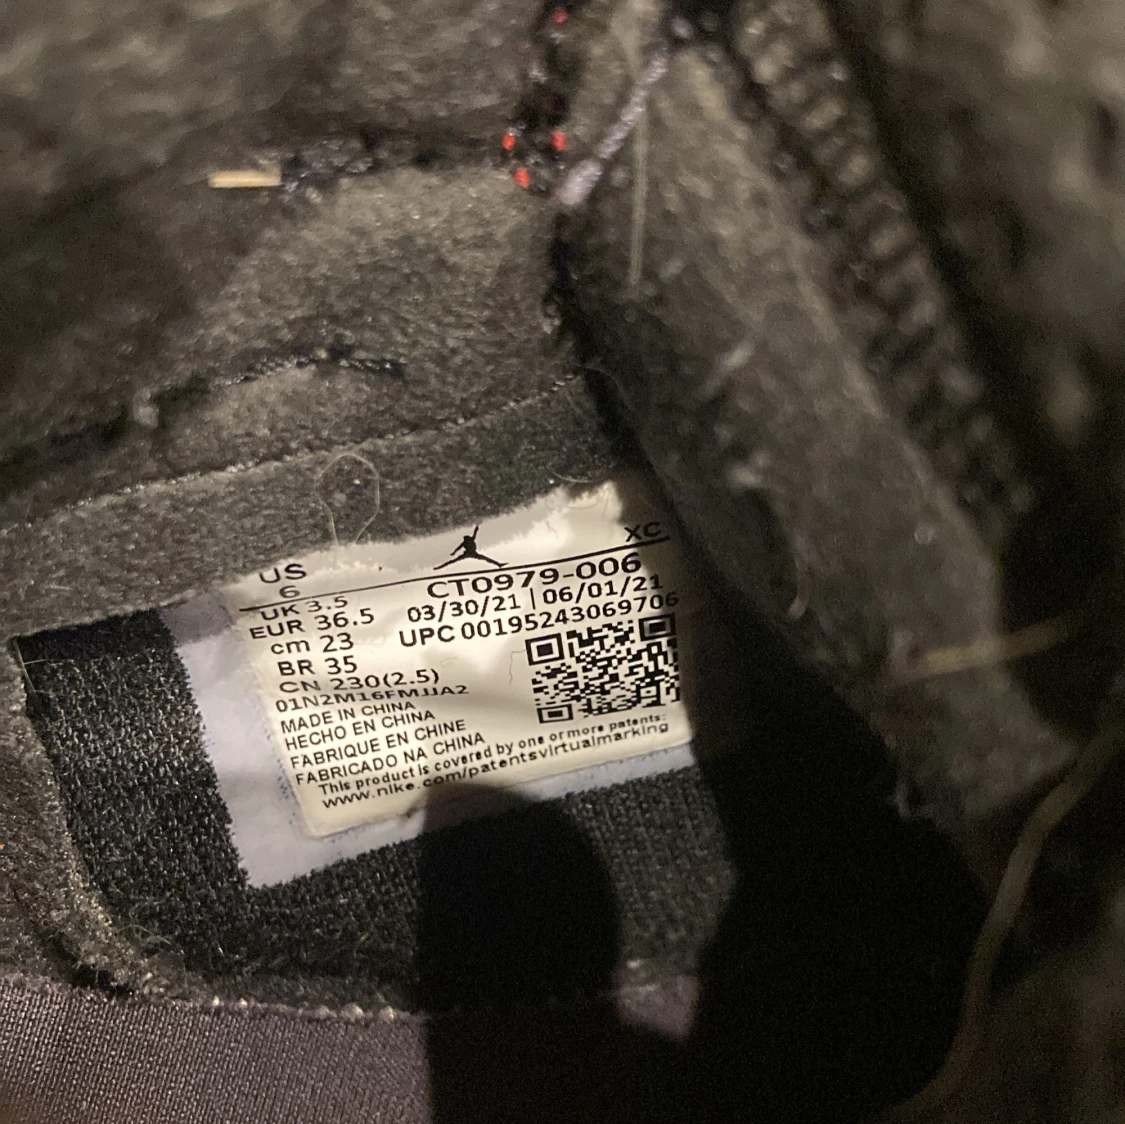 XC
US
6
UK 3.5
EUR 36.5
cm 23
BR 35
CN 230(2.5)
CT0979-006
03/30/21 | 06/01/21
UPC 00195243069706
01N2M16FMJJA2
MADE IN CHINA
HECHO EN CHINA
FABRIQUE EN CHINE
FABRICADO NA CHINA
This product is covered by one or more patents:
www.nike.com/patentsvirtualmarking